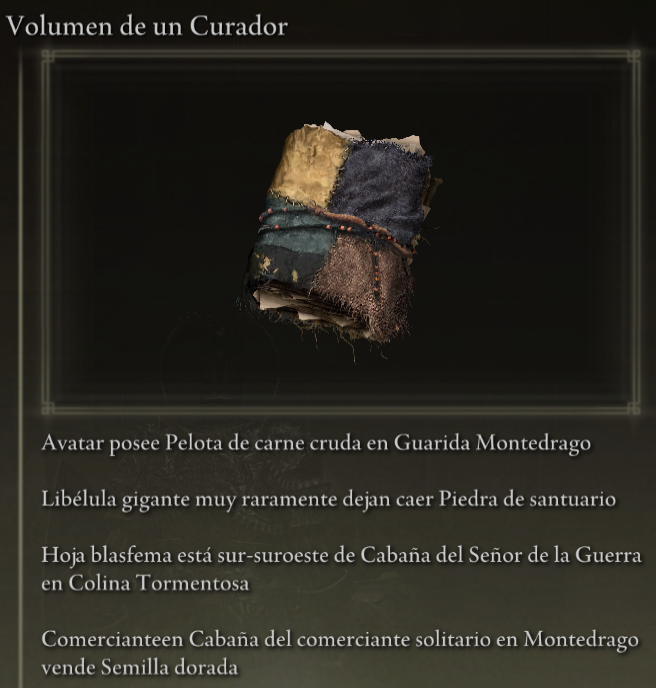 Volumen de un Curador
Avatar posee Pelota de carne cruda en Guarida Montedrago
Libélula gigante muy raramente dejan caer Piedra de santuario
Hoja blasfema está sur-suroeste de Cabaña del Señor de la Guerra
en Colina Tormentosa
Comercianteen Cabaña del comerciante solitario en Montedrago
vende Semilla dorada